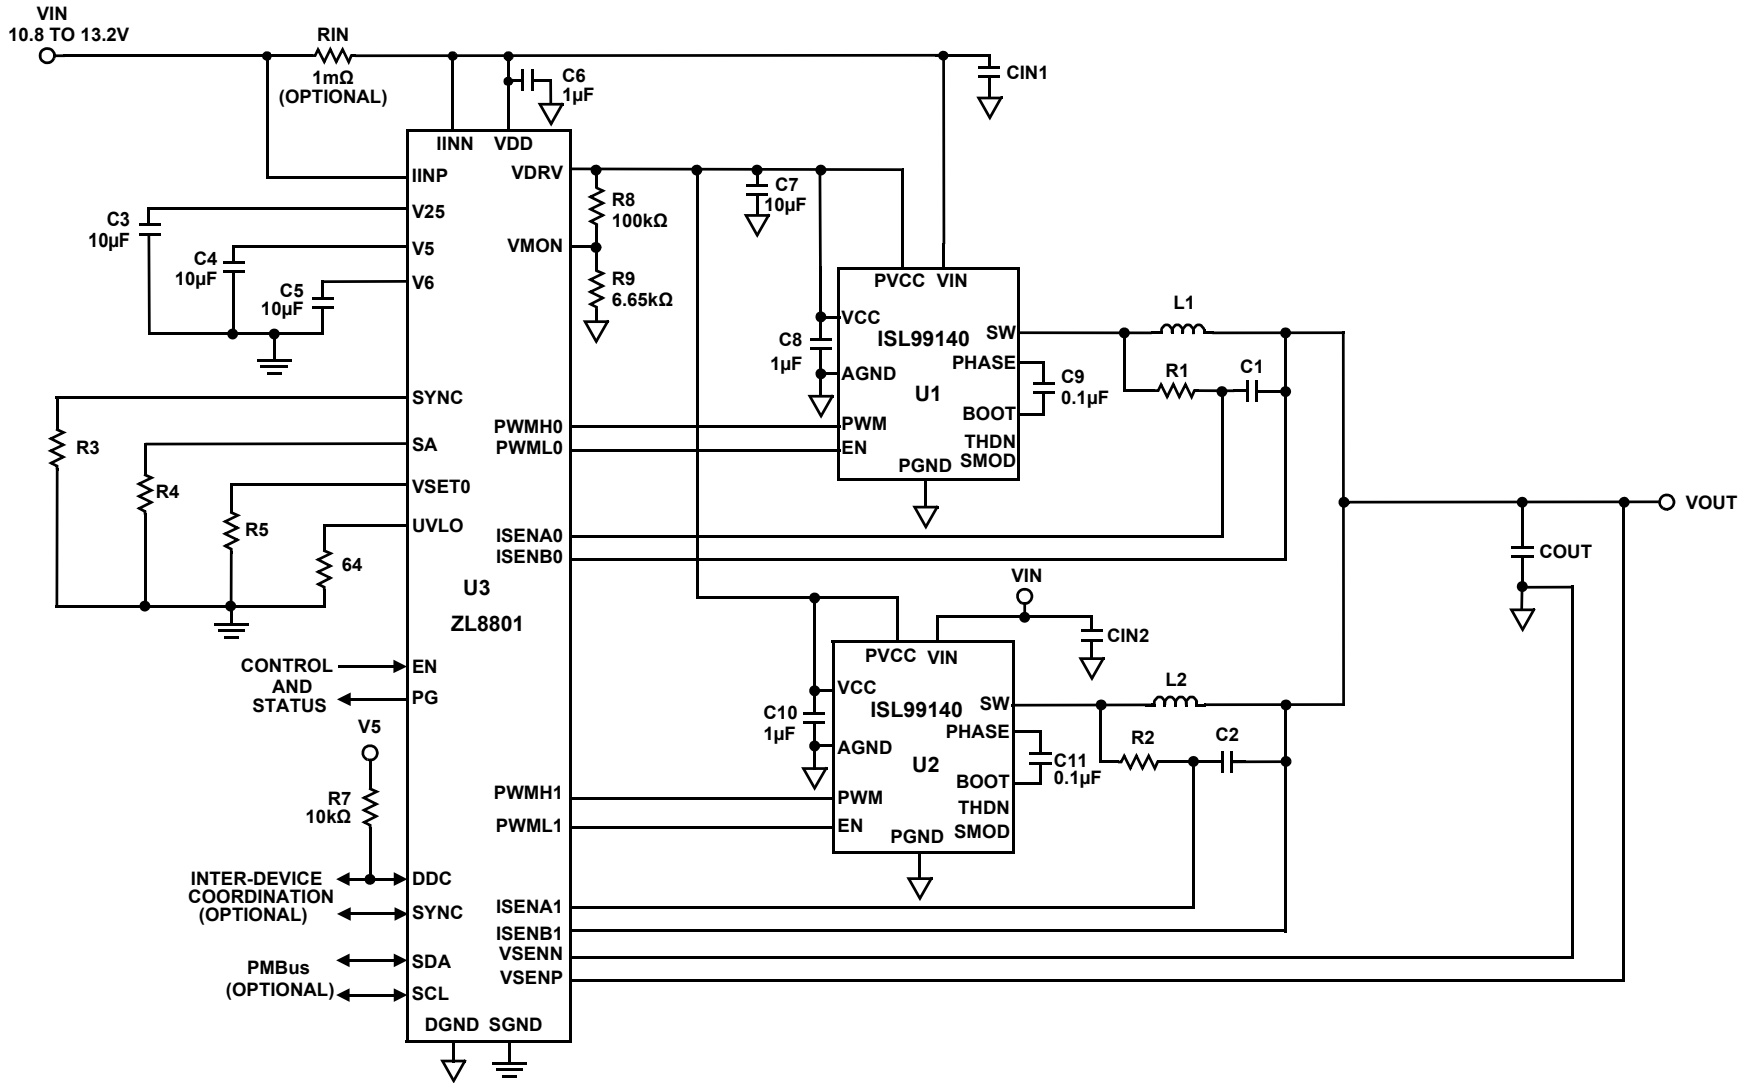 VIN
10.8 TO 13.2V
RIN
1mΩ
(OPTIONAL)
C6
1µF
CIN1
IINN
VDD
IINP
V25
V5
V6
C3
10µF
C4
10µF
C5
10µF
SYNC
SA
VSET0
UVLO
R3
R4
R5
64
U3
ZL8801
CONTROL
AND
STATUS
EN
PG
V5
R7
10kΩ
INTER-DEVICE
COORDINATION
(OPTIONAL)
DDC
SYNC
PMBus
(OPTIONAL)
SDA
SCL
DGND
SGND
VDRV
VMON
R8
100kΩ
R9
6.65kΩ
C7
10µF
C8
1µF
PWMH0
PWML0
ISENA0
ISENB0
PVCC
VIN
VCC
ISL99140
AGND
U1
PWM
EN
PGND
SW
PHASE
BOOT
THDN
SMOD
C9
0.1µF
L1
R1
C1
VOUT
COUT
VIN
CIN2
PVCC
VIN
VCC
ISL99140
AGND
U2
PWM
EN
PGND
SW
PHASE
BOOT
THDN
SMOD
C10
1µF
C11
0.1µF
L2
R2
C2
PWMH1
PWML1
ISENA1
ISENB1
VSENN
VSENP